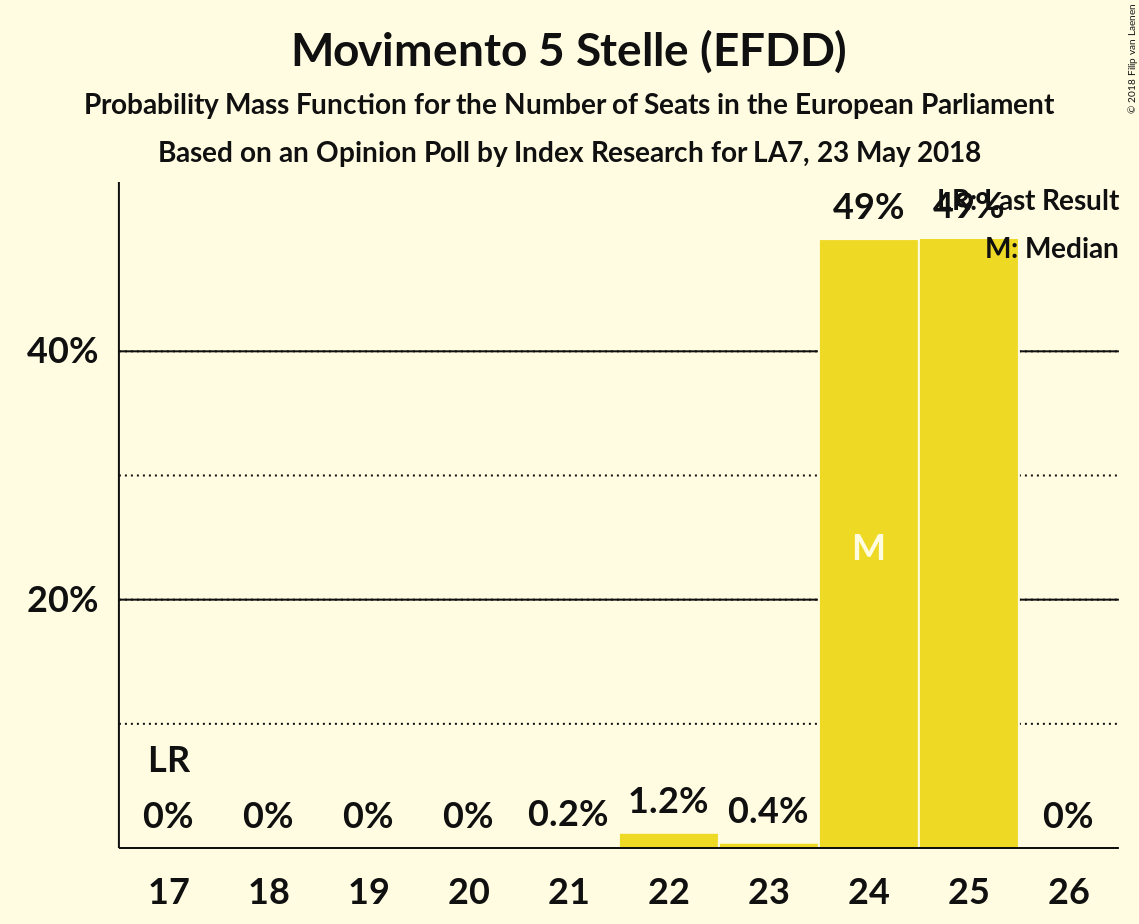 Movimento 5 Stelle (EFDD)
Probability Mass Function for the Number of Seats in the European Parliament
Based on an Opinion Poll by Index Research for LA7, 23 May 2018
© 2018 Filip van Laenen
LR: Last Result
M: Median
49% 49%
40%
M
20%
LR
0% 0% 0% 0% 0.2% 1.2% 0.4% 0%
17 18 19 20 21 22 23 24 25 26